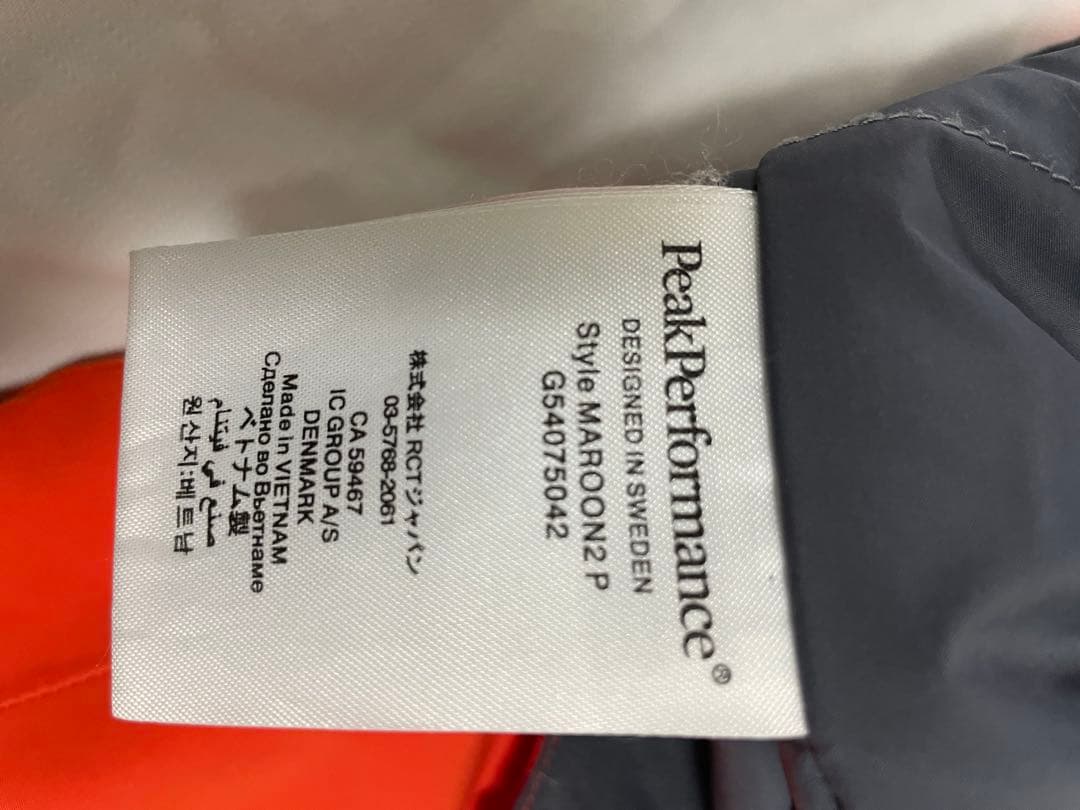 PeakPerformance®
DESIGNED IN SWEDEN
Style MAROON2 P
G54075042
株式会社 RCTジャパン
03-5768-2061
CA 59467
IC GROUP A/S
DENMARK
Made in VIETNAM
Сделано во Вьетнаме
ベトナム製
صنع في فيتنام
원산지:베트남